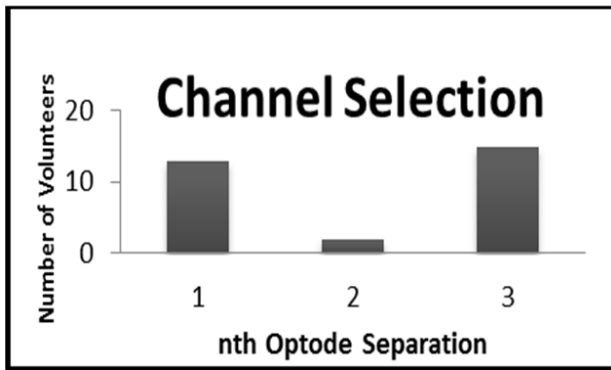 Channel Selection
Number of Volunteers
20
10
0
1 2 3
nth Optode Separation